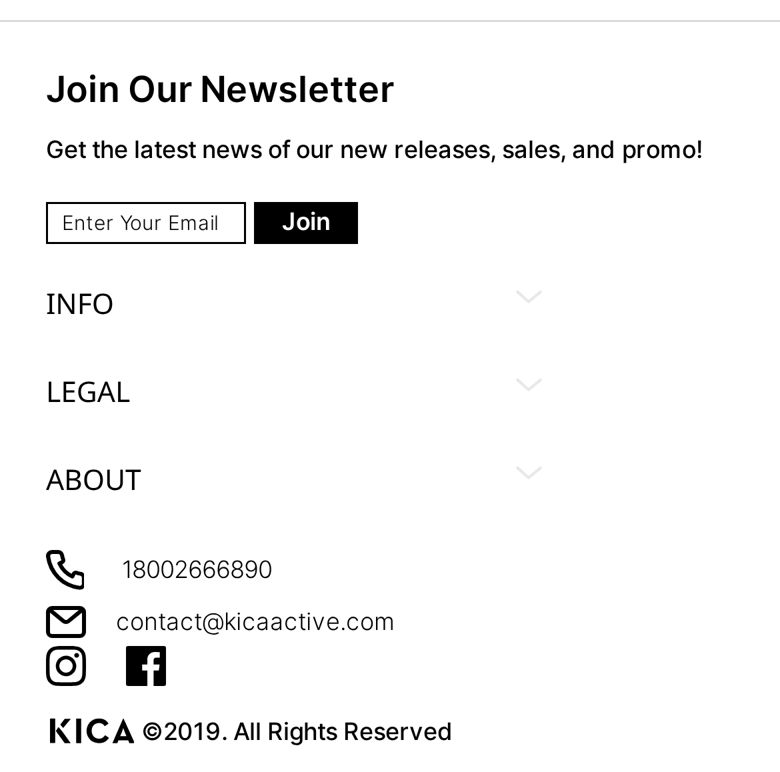 Join Our Newsletter
Get the latest news of our new releases, sales, and promo!
Enter Your Email Join
INFO
LEGAL
ABOUT
18002666890
contact@kicaactive.com
KICA ©2019. All Rights Reserved